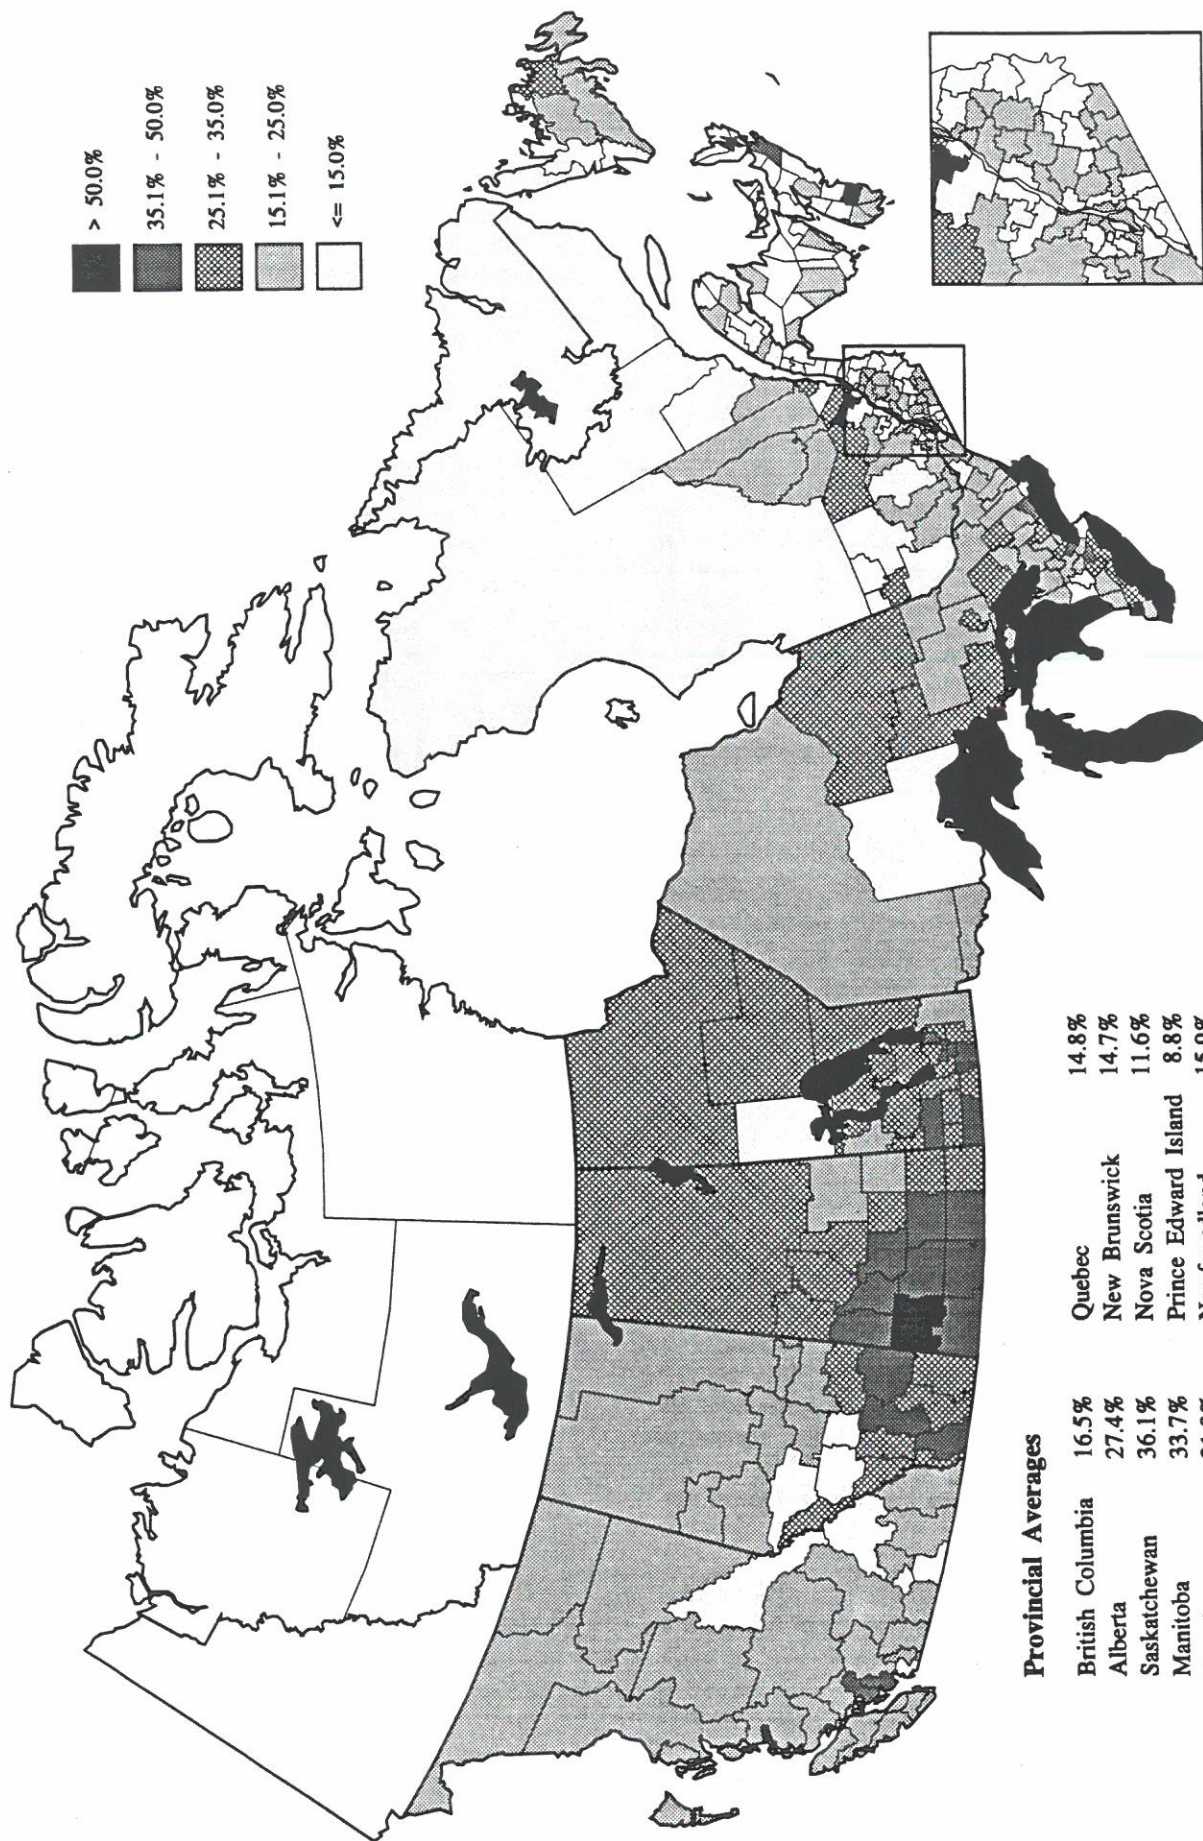 > 50.0%
35.1% - 50.0%
25.1% - 35.0%
15.1% - 25.0%
<= 15.0%
Provincial Averages
British Columbia 16.5% Quebec 14.8%
Alberta 27.4% New Brunswick 14.7%
Saskatchewan 36.1% Nova Scotia 11.6%
Manitoba 33.7% Prince Edward Island 8.8%